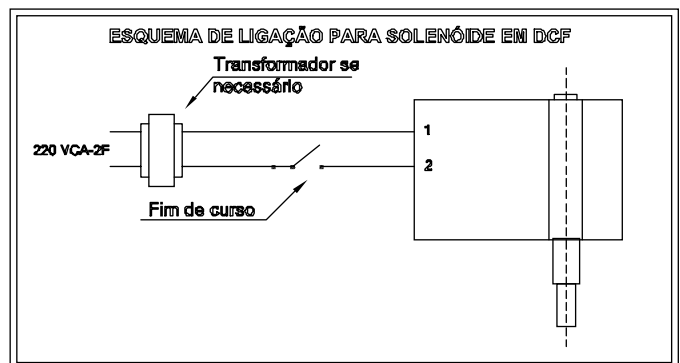 ESQUEMA DE LIGAÇÃO PARA SOLENÓIDE EM DCF
Transformador se
necessário
220 VCA-2F
1
2
Fim de curso